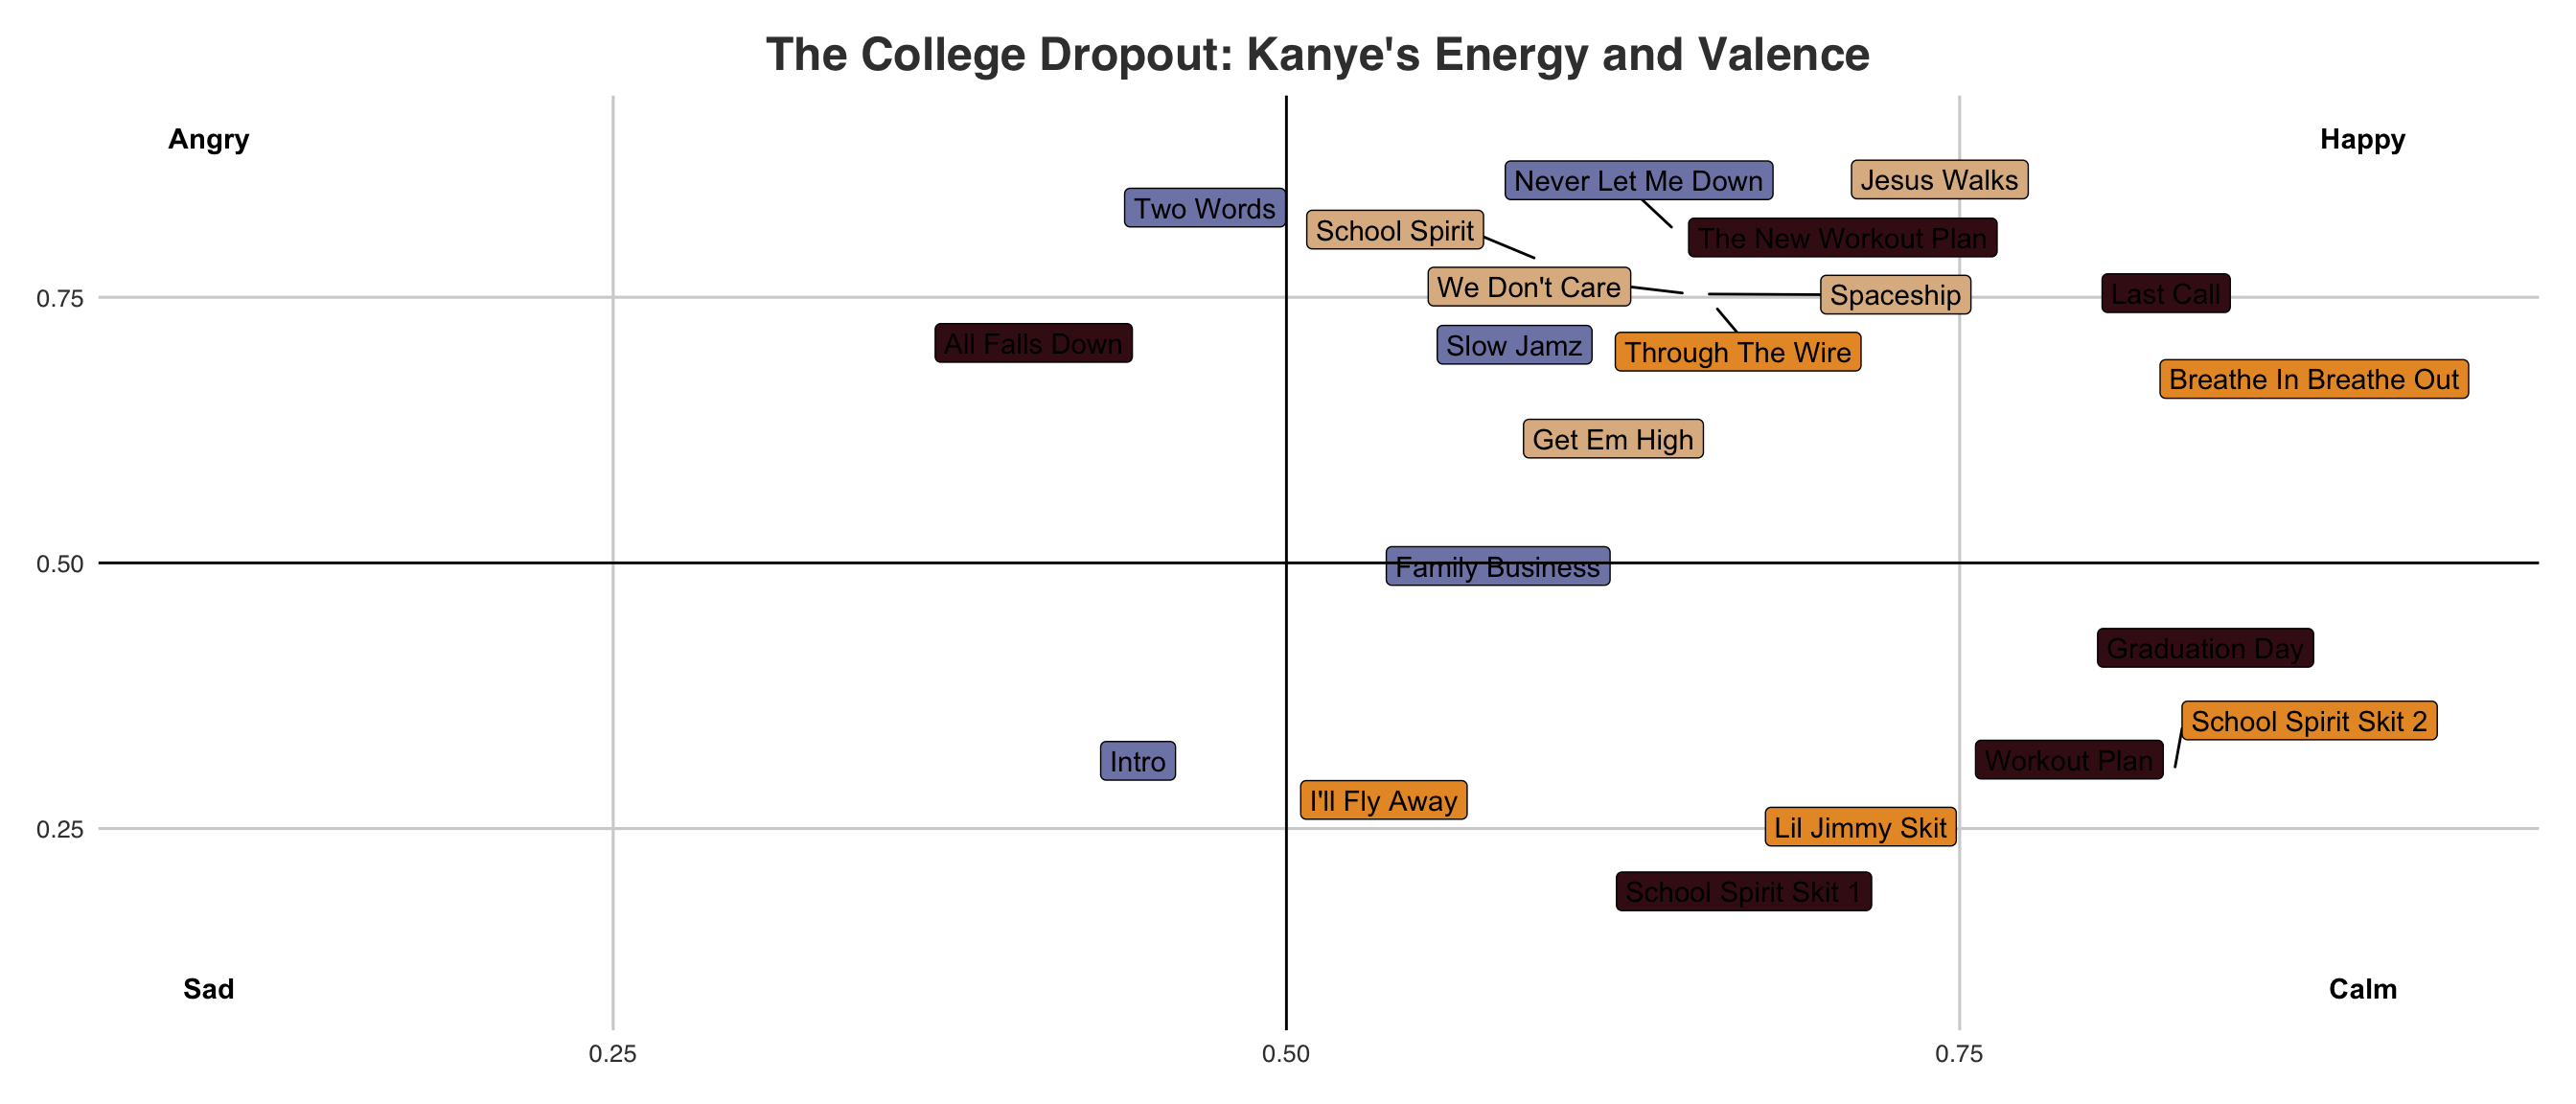 The College Dropout: Kanye's Energy and Valence
Angry
Happy
Never Let Me Down
Jesus Walks
Two Words
School Spirit
The New Workout Plan
We Don't Care
Spaceship
Last Call
0.75
All Falls Down
Slow Jamz
Through The Wire
Breathe In Breathe Out
Get Em High
0.50
Family Business
Graduation Day
School Spirit Skit 2
Intro
Workout Plan
I'll Fly Away
0.25
Lil Jimmy Skit
School Spirit Skit 1
Sad
Calm
0.25
0.50
0.75